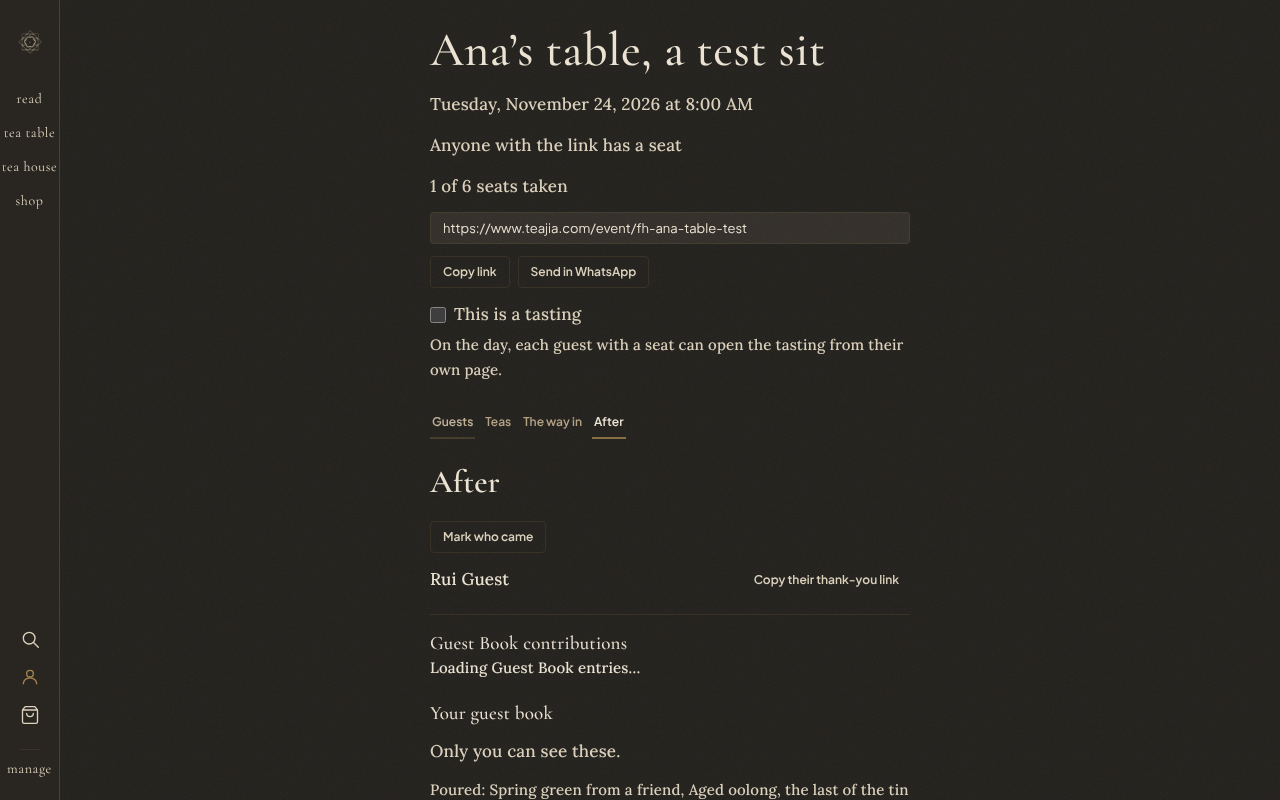 read
tea table
tea house
shop
manage
Ana’s table, a test sit
Tuesday, November 24, 2026 at 8:00 AM
Anyone with the link has a seat
1 of 6 seats taken
https://www.teajia.com/event/fh-ana-table-test
Copy link
Send in WhatsApp
This is a tasting
On the day, each guest with a seat can open the tasting from their
own page.
Guests
Teas
The way in
After
After
Mark who came
Rui Guest
Copy their thank-you link
Guest Book contributions
Loading Guest Book entries...
Your guest book
Only you can see these.
Poured: Spring green from a friend, Aged oolong, the last of the tin